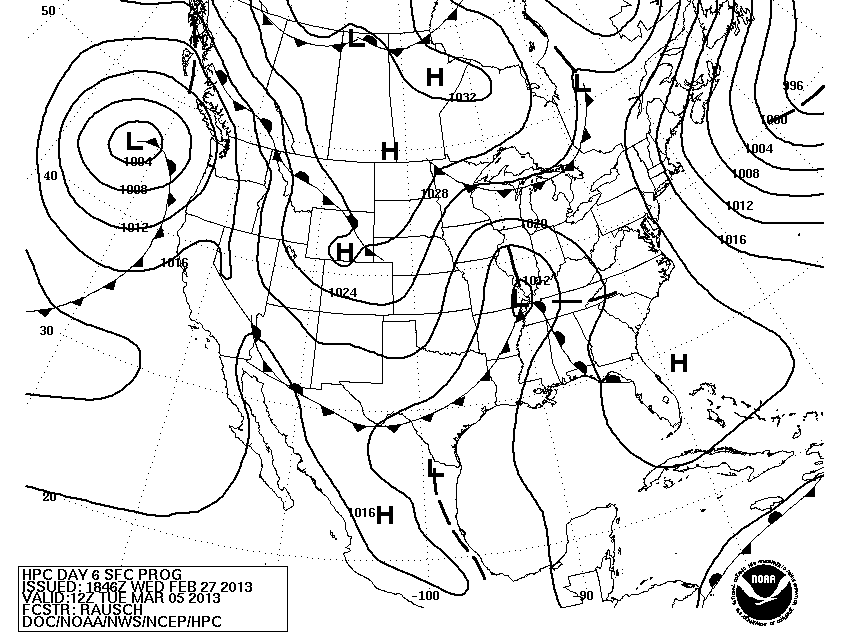 50
L
H
1032
L
996
1000
L
1004
H
1004
40
1008
1028
1008
1012
1012
1020
1016
1016
H
1024
1012
L
30
H
L
20
1016 H
-100
-90
HPC DAY 6 SFC PROG
ISSUED: 1846Z WED FEB 27 2013
VALID: 12Z TUE MAR 05 2013
FCSTR: RAUSCH
DOC/NOAA/NWS/NCEP/HPC
NOAA